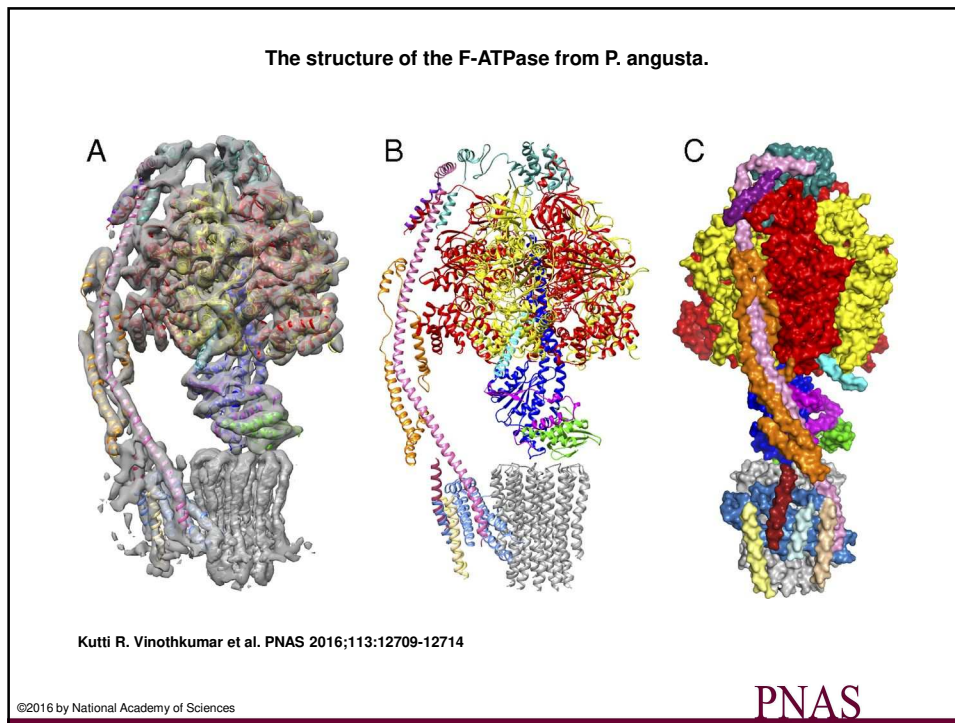 The structure of the F-ATPase from P. angusta.
A B C
Kutti R. Vinothkumar et al. PNAS 2016;113:12709-12714
©2016 by National Academy of Sciences
PNAS